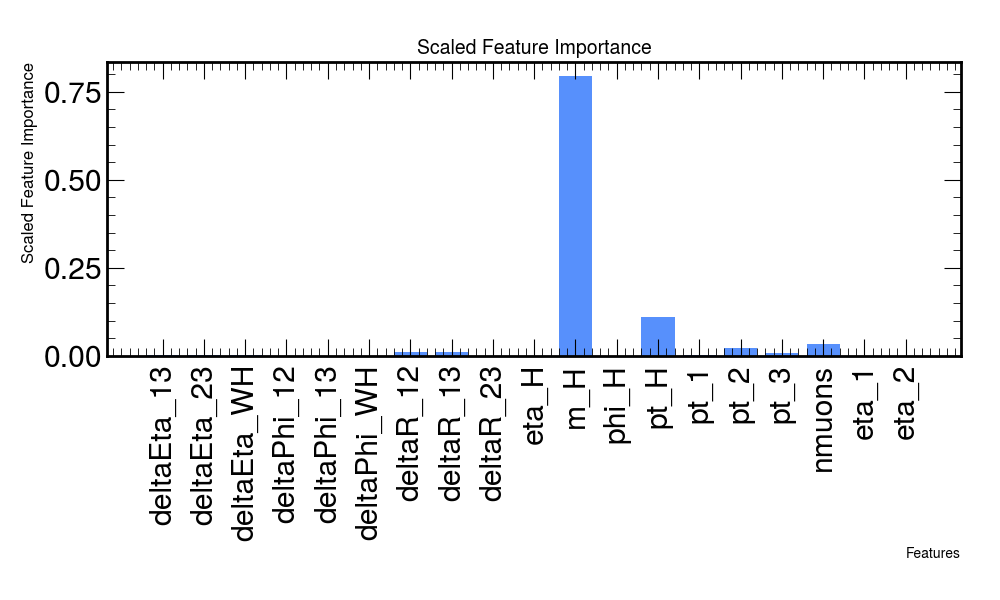 Scaled Feature Importance
Scaled Feature Importance
0.75
0.50
0.25
0.00
deltaEta_13
deltaEta_23
deltaEta_WH
deltaPhi_12
deltaPhi_13
deltaPhi_WH
deltaR_12
deltaR_13
deltaR_23
eta_H
m_H
phi_H
pt_H
pt_1
pt_2
pt_3
nmuons
eta_1
eta_2
Features